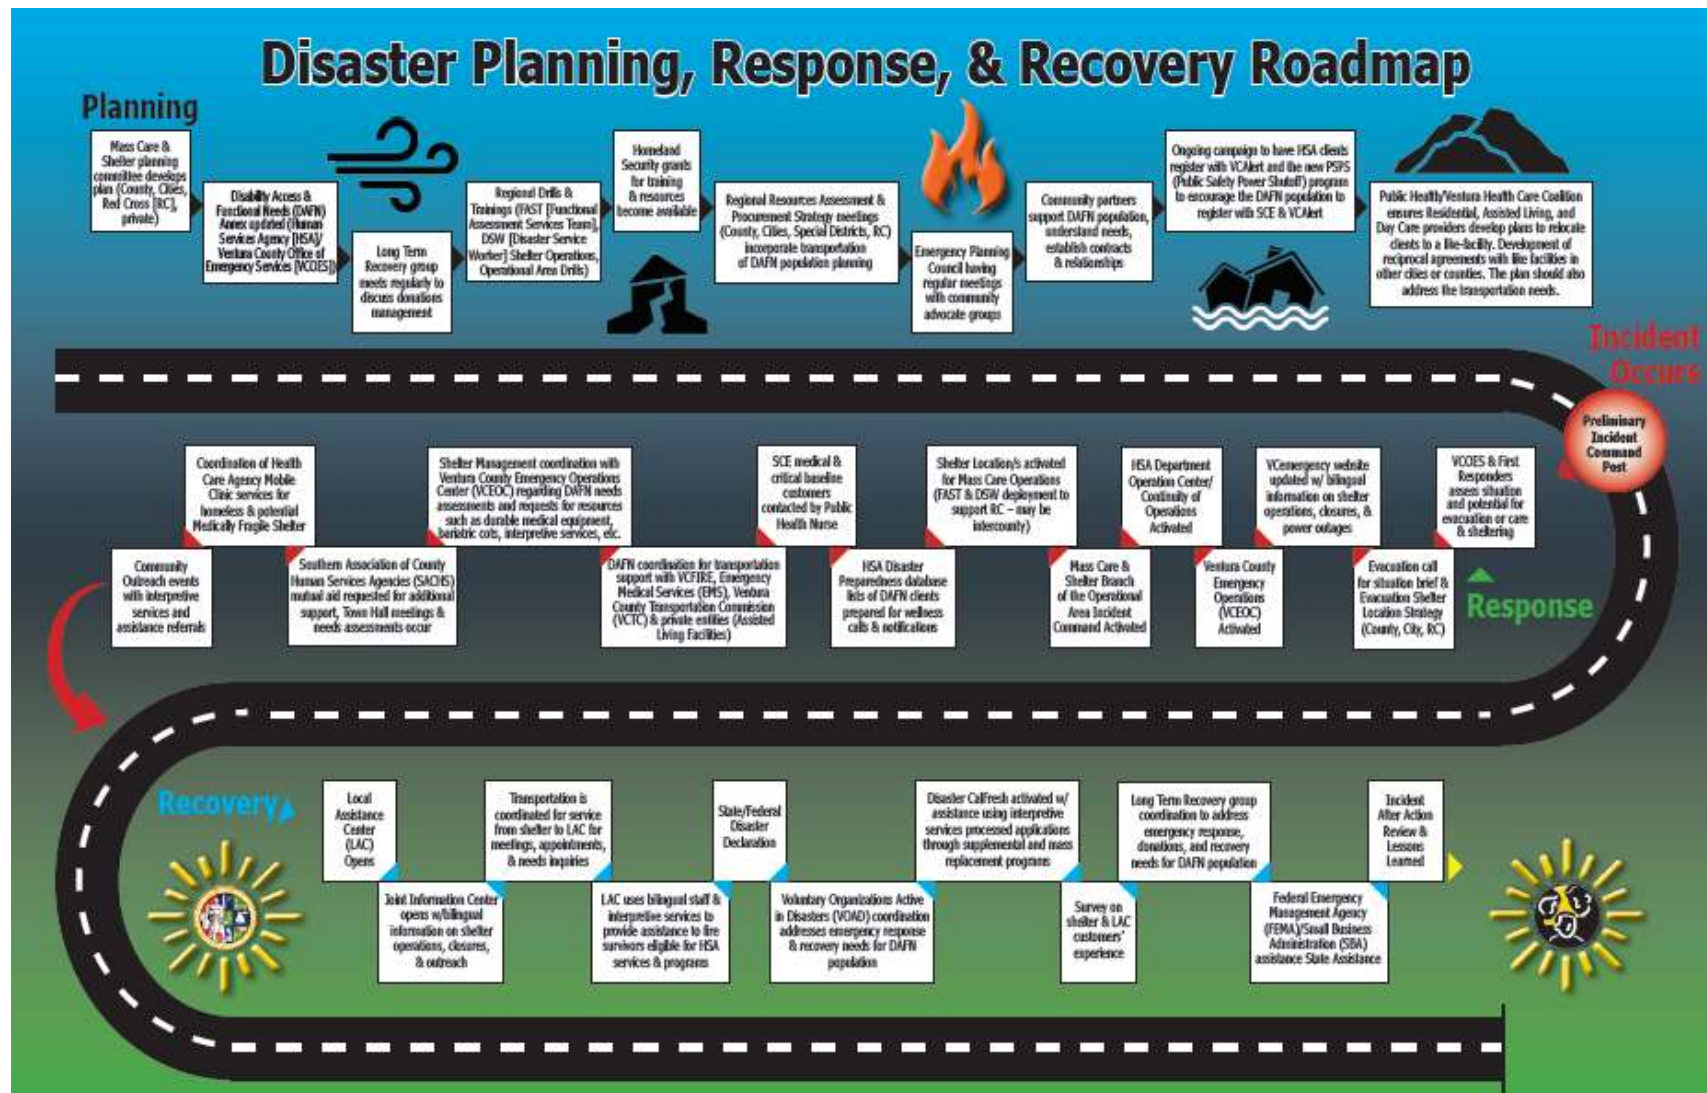 Disaster Planning, Response, & Recovery Roadmap
Planning
Mass Care &
Shelter planning
committee develops
plan (County, Cities,
Red Cross [RC],
private)
Disability Access &
Functional Needs (DAFN)
Annex updated (Human
Services Agency [HSA]/
Ventura County Office of
Emergency Services [VCOES])
Long Term
Recovery group
meets regularly to
discuss donations
management
Regional Drills &
Trainings (FAST [Functional
Assessment Services Team],
DSW [Disaster Service
Worker] Shelter Operations,
Operational Area Drills)
Homeland
Security grants
for training
& resources
become available
Regional Resources Assessment &
Procurement Strategy meetings
(County, Cities, Special Districts, RC)
incorporate transportation
of DAFN population planning
Emergency Planning
Council having
regular meetings
with community
advocate groups
Community partners
support DAFN population,
understand needs,
establish contracts
& relationships
Ongoing campaign to have HSA clients
register with VCAlert and the new PSPS
(Public Safety Power Shutoff) program
to encourage the DAFN population to
register with SCE & VCAlert
Public Health/Ventura Health Care Coalition
ensures Residential, Assisted Living, and
Day Care providers develop plans to relocate
clients to a like-facility. Development of
reciprocal agreements with like facilities in
other cities or counties. The plan should also
address the transportation needs.
Incident
Occurs
Preliminary
Incident
Command
Post
Response
VCOES & First
Responders
assess situation
and potential for
evacuation or care
& sheltering
Evacuation call
for situation brief &
Evacuation Shelter
Location Strategy
(County, City, RC)
VCemergency website
updated w/ bilingual
information on shelter
operations, closures, &
power outages
Ventura County
Emergency
Operations
(VCEOC)
Activated
HSA Department
Operation Center/
Continuity of
Operations
Activated
Mass Care &
Shelter Branch
of the Operational
Area Incident
Command Activated
Shelter Location/s activated
for Mass Care Operations
(FAST & DSW deployment to
support RC – may be
intercounty)
HSA Disaster
Preparedness database
lists of DAFN clients
prepared for wellness
calls & notifications
SCE medical &
critical baseline
customers
contacted by Public
Health Nurse
DAFN coordination for transportation
support with VCFIRE, Emergency
Medical Services (EMS), Ventura
County Transportation Commission
(VCTC) & private entities (Assisted
Living Facilities)
Shelter Management coordination with
Ventura County Emergency Operations
Center (VCEOC) regarding DAFN needs
assessments and requests for resources
such as durable medical equipment,
bariatric cots, interpretive services, etc.
Southern Association of County
Human Services Agencies (SACHS)
mutual aid requested for additional
support, Town Hall meetings &
needs assessments occur
Coordination of Health
Care Agency Mobile
Clinic services for
homeless & potential
Medically Fragile Shelter
Community
Outreach events
with interpretive
services and
assistance referrals
Recovery
Local
Assistance
Center
(LAC)
Opens
Joint Information Center
opens w/bilingual
information on shelter
operations, closures,
& outreach
Transportation is
coordinated for service
from shelter to LAC for
meetings, appointments,
& needs inquiries
LAC uses bilingual staff &
interpretive services to
provide assistance to fire
survivors eligible for HSA
services & programs
State/Federal
Disaster
Declaration
Voluntary Organizations Active
in Disasters (VOAD) coordination
addresses emergency response
& recovery needs for DAFN
population
Disaster CalFresh activated w/
assistance using interpretive
services processed applications
through supplemental and mass
replacement programs
Survey on
shelter & LAC
customers'
experience
Long Term Recovery group
coordination to address
emergency response,
donations, and recovery
needs for DAFN population
Federal Emergency
Management Agency
(FEMA)/Small Business
Administration (SBA)
assistance State Assistance
Incident
After Action
Review &
Lessons
Learned